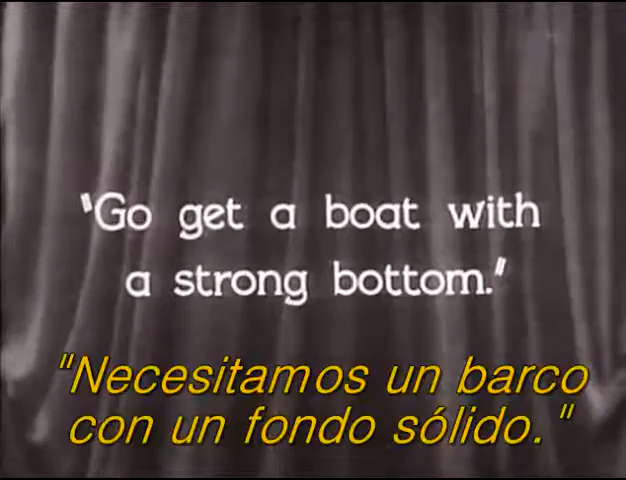 "Go get a boat with
a strong bottom."
"Necesitamos un barco
con un fondo sólido."